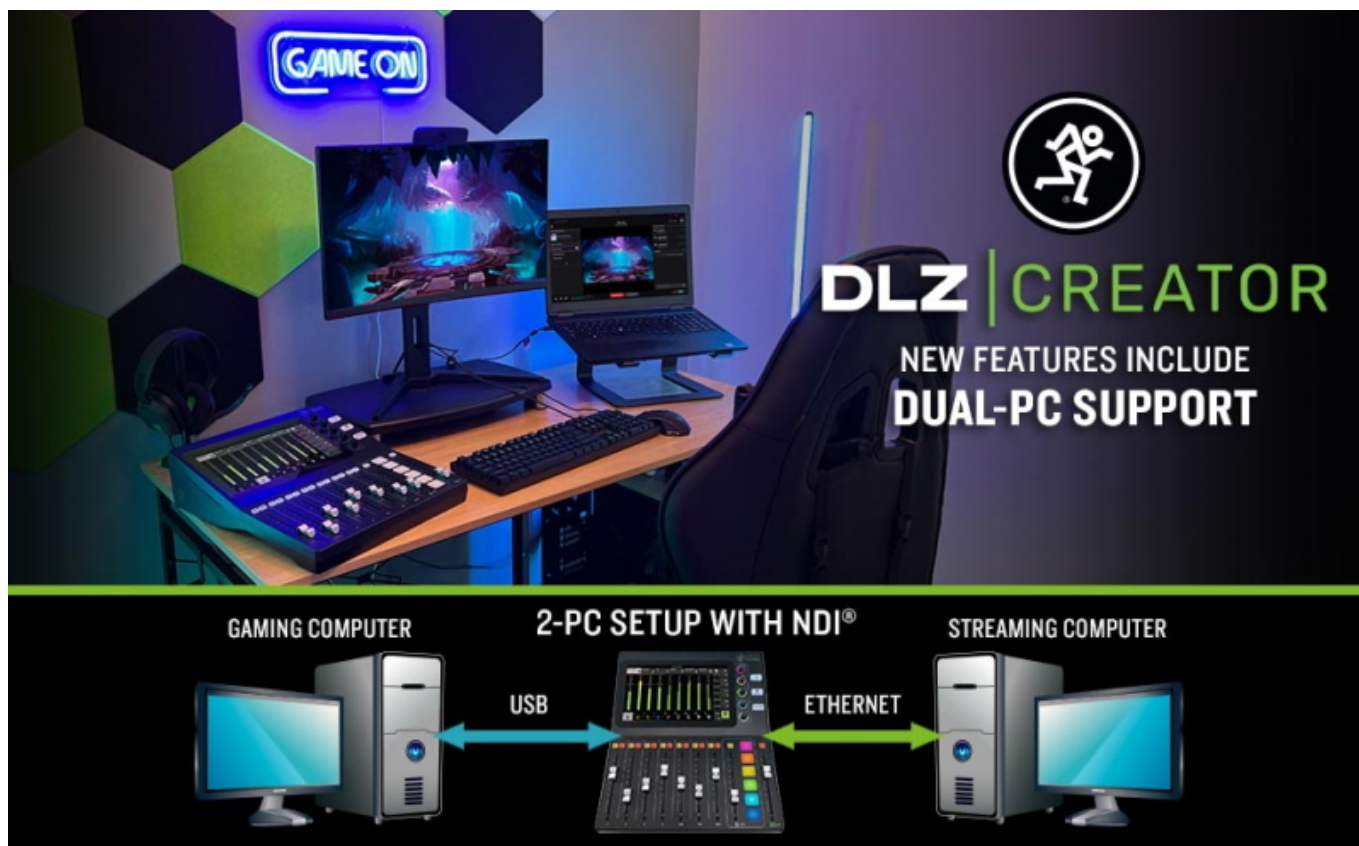 GAME ON
DLZ | CREATOR
NEW FEATURES INCLUDE
DUAL-PC SUPPORT
2-PC SETUP WITH NDI®
GAMING COMPUTER
STREAMING COMPUTER
USB
ETHERNET